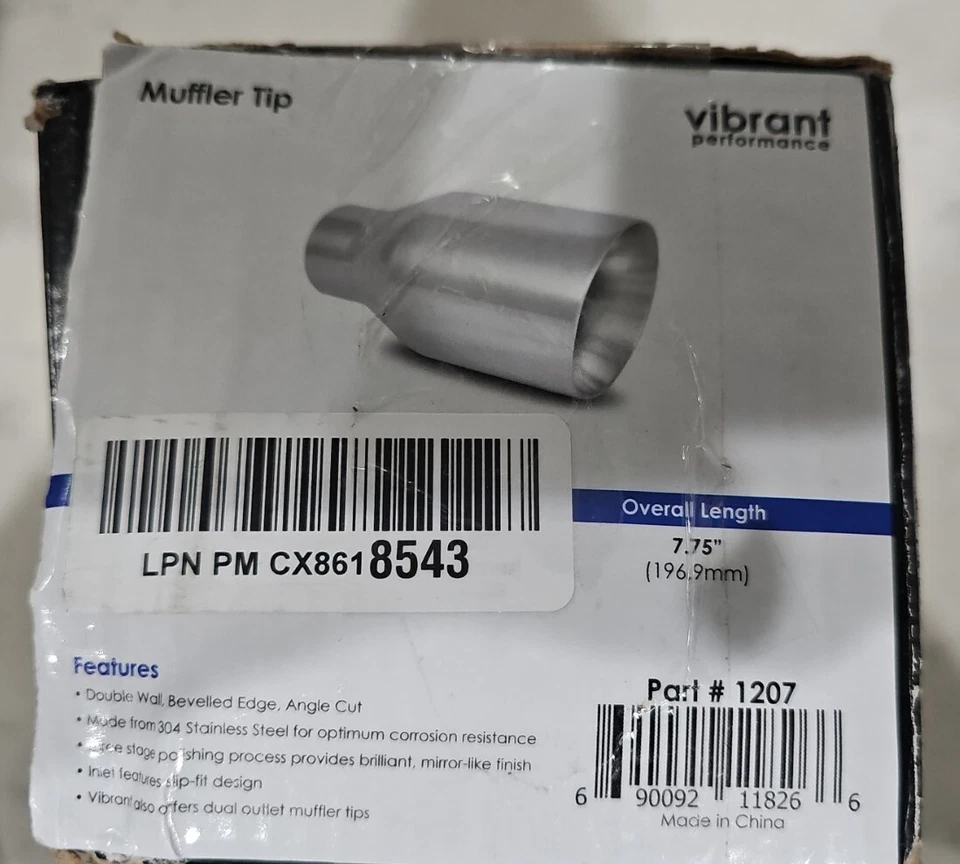 Muffler Tip
vibrant
performance
Overall Length
7.75"
(196.9mm)
LPN PM CX8618543
Features
• Double Wall, Bevelled Edge, Angle Cut
• Made from 304 Stainless Steel for optimum corrosion resistance
• stage polishing process provides brilliant, mirror-like finish
• Inlet features slip-fit design
• Vibrant also offers dual outlet muffler tips
Part # 1207
6 90092 11826 6
Made in China